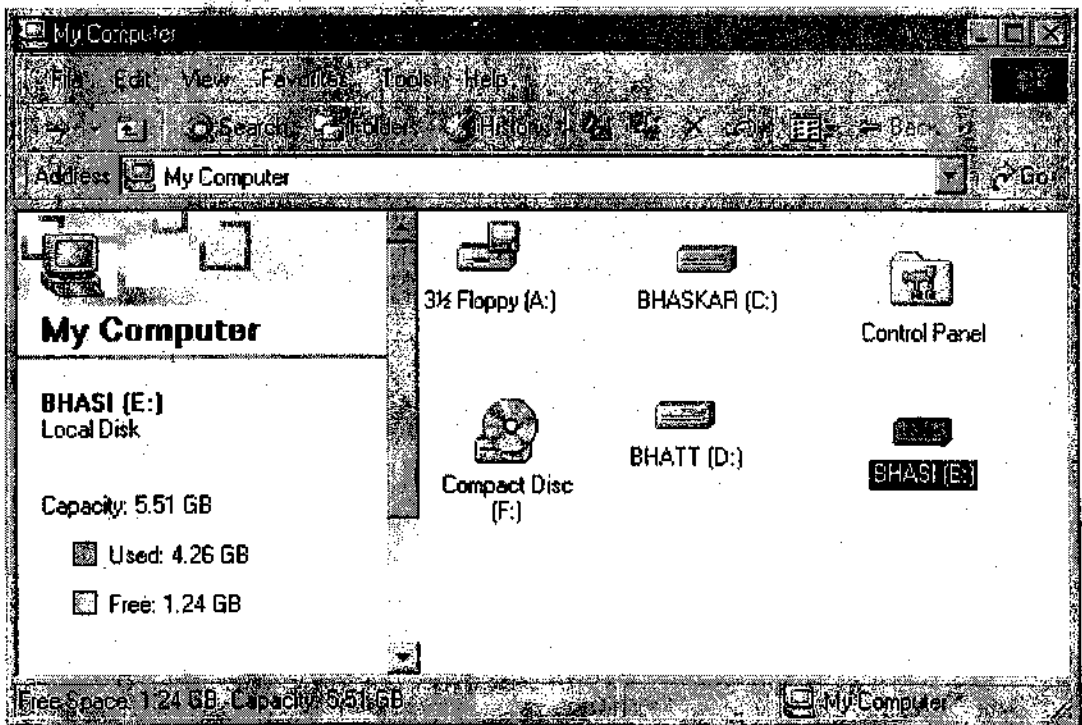 My Computer
File Edit View Favorites Tools Help
Search Folders History Back
Address My Computer Go
My Computer
BHASI (E:)
Local Disk
Capacity: 5.51 GB
Used: 4.26 GB
Free: 1.24 GB
3½ Floppy (A:)
BHASKAR (C:)
Control Panel
Compact Disc
(F:)
BHATT (D:)
BHASI (E:)
Free Space: 1.24 GB, Capacity: 5.51 GB
My Computer